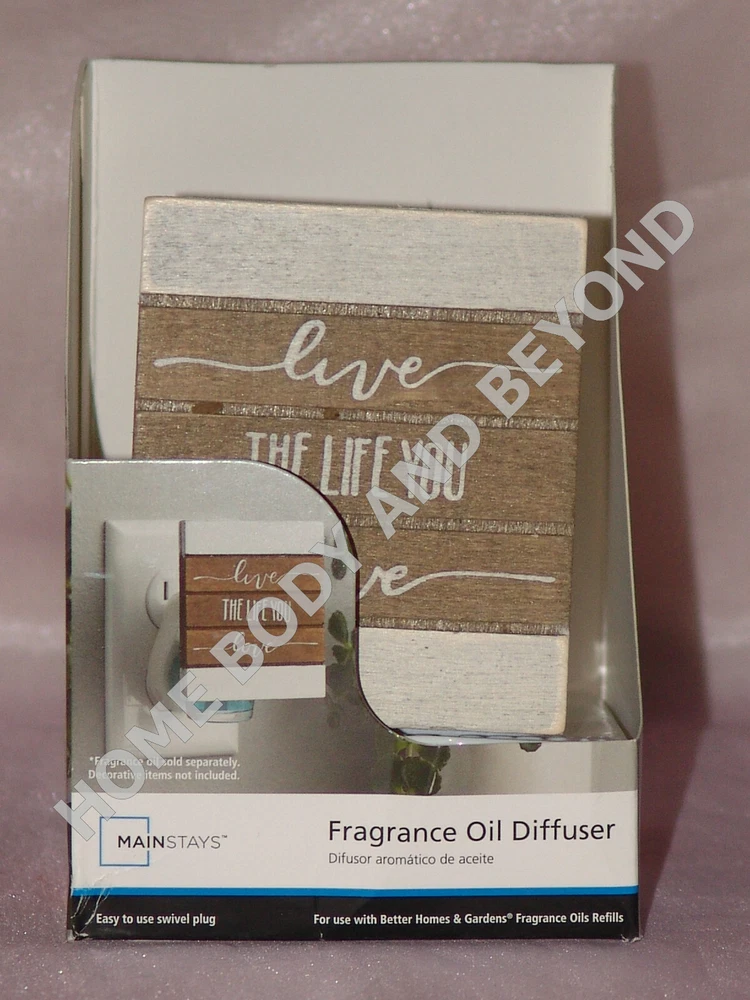 live
THE LIFE YOU
live
THE LIFE YOU
love
*Fragrance oil sold separately.
Decorative items not included.
MAINSTAYS™
Fragrance Oil Diffuser
Difusor aromático de aceite
Easy to use swivel plug
For use with Better Homes & Gardens® Fragrance Oils Refills
HOME BODY AND BEYOND